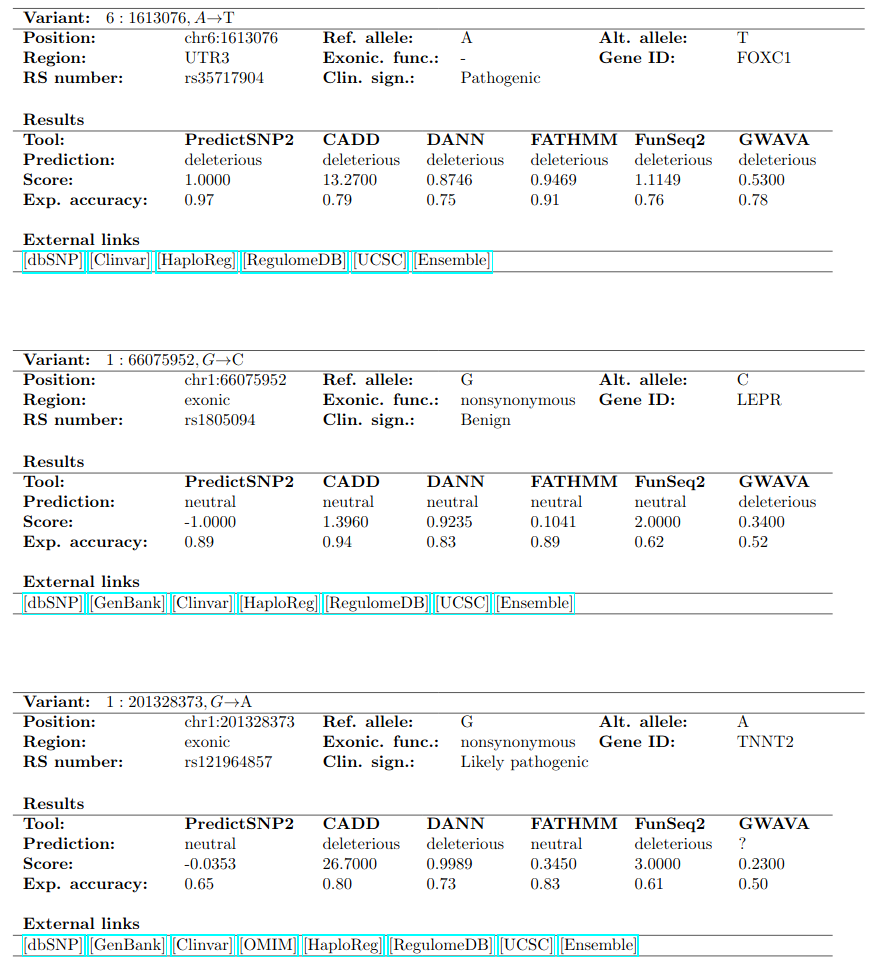 Variant: 6 : 1613076, A→T
Position: chr6:1613076 Ref. allele: A Alt. allele: T
Region: UTR3 Exonic. func.: - Gene ID: FOXC1
RS number: rs35717904 Clin. sign.: Pathogenic
Results
Tool: PredictSNP2 CADD DANN FATHMM FunSeq2 GWAVA
Prediction: deleterious deleterious deleterious deleterious deleterious deleterious
Score: 1.0000 13.2700 0.8746 0.9469 1.1149 0.5300
Exp. accuracy: 0.97 0.79 0.75 0.91 0.76 0.78
External links
[dbSNP] [Clinvar] [HaploReg] [RegulomeDB] [UCSC] [Ensemble]
Variant: 1 : 66075952, G→C
Position: chr1:66075952 Ref. allele: G Alt. allele: C
Region: exonic Exonic. func.: nonsynonymous Gene ID: LEPR
RS number: rs1805094 Clin. sign.: Benign
Results
Tool: PredictSNP2 CADD DANN FATHMM FunSeq2 GWAVA
Prediction: neutral neutral neutral neutral neutral deleterious
Score: -1.0000 1.3960 0.9235 0.1041 2.0000 0.3400
Exp. accuracy: 0.89 0.94 0.83 0.89 0.62 0.52
External links
[dbSNP] [GenBank] [Clinvar] [HaploReg] [RegulomeDB] [UCSC] [Ensemble]
Variant: 1 : 201328373, G→A
Position: chr1:201328373 Ref. allele: G Alt. allele: A
Region: exonic Exonic. func.: nonsynonymous Gene ID: TNNT2
RS number: rs121964857 Clin. sign.: Likely pathogenic
Results
Tool: PredictSNP2 CADD DANN FATHMM FunSeq2 GWAVA
Prediction: neutral deleterious deleterious neutral deleterious ?
Score: -0.0353 26.7000 0.9989 0.3450 3.0000 0.2300
Exp. accuracy: 0.65 0.80 0.73 0.83 0.61 0.50
External links
[dbSNP] [GenBank] [Clinvar] [OMIM] [HaploReg] [RegulomeDB] [UCSC] [Ensemble]